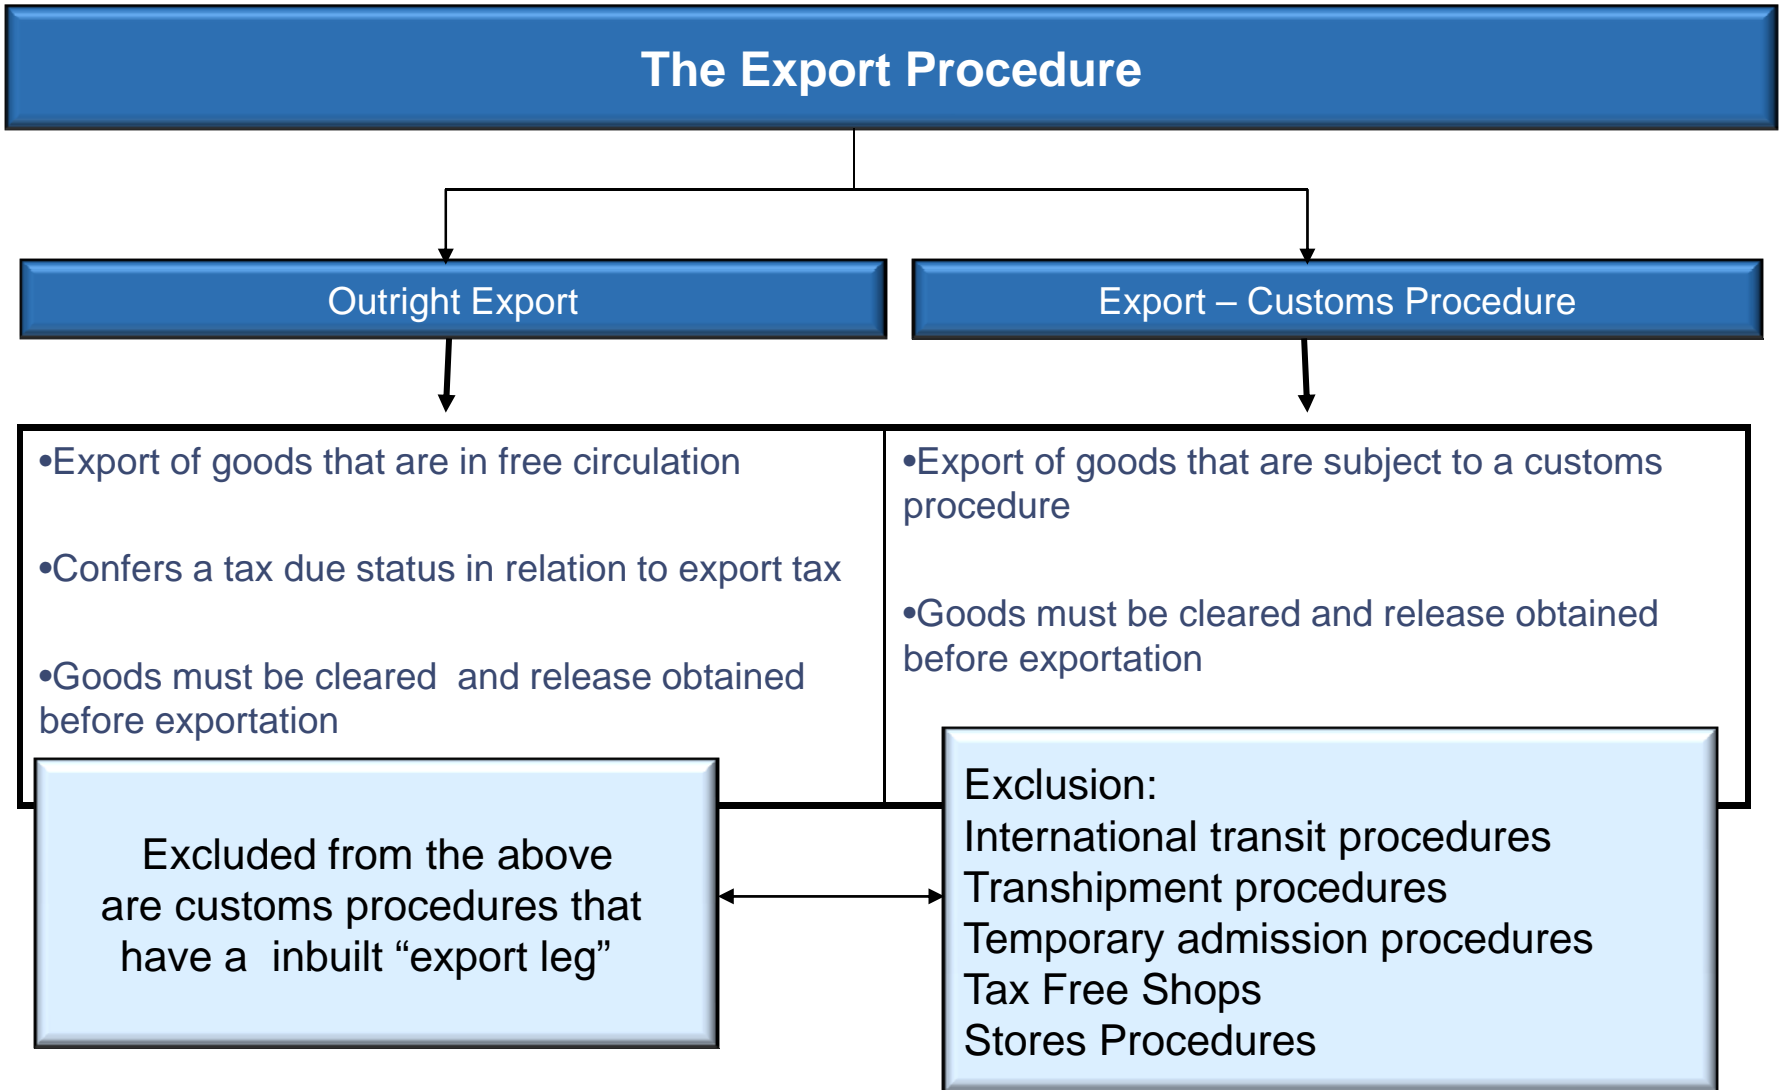 The Export Procedure
Outright Export
Export – Customs Procedure
•Export of goods that are in free circulation
•Confers a tax due status in relation to export tax
•Goods must be cleared  and release obtained
before exportation
•Export of goods that are subject to a customs
procedure
•Goods must be cleared and release obtained
before exportation
Excluded from the above
are customs procedures that
have a  inbuilt “export leg”
Exclusion:
International transit procedures
Transhipment procedures
Temporary admission procedures
Tax Free Shops
Stores Procedures